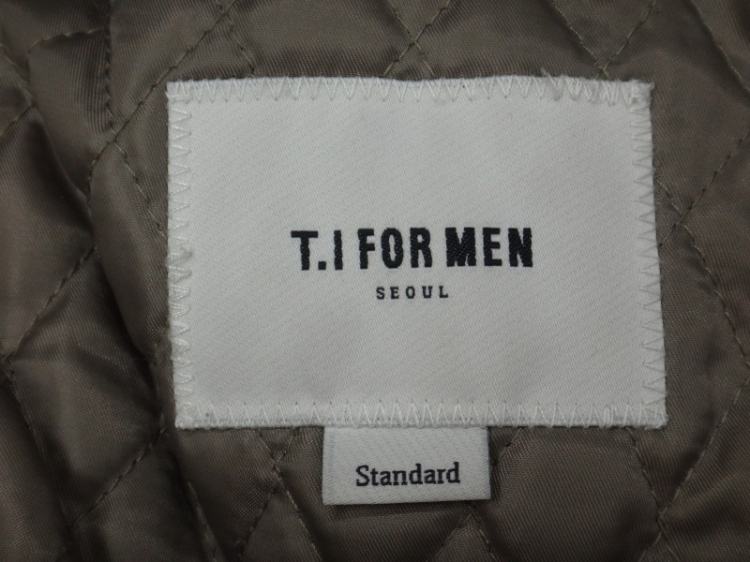 T.I FOR MEN
SEOUL
Standard